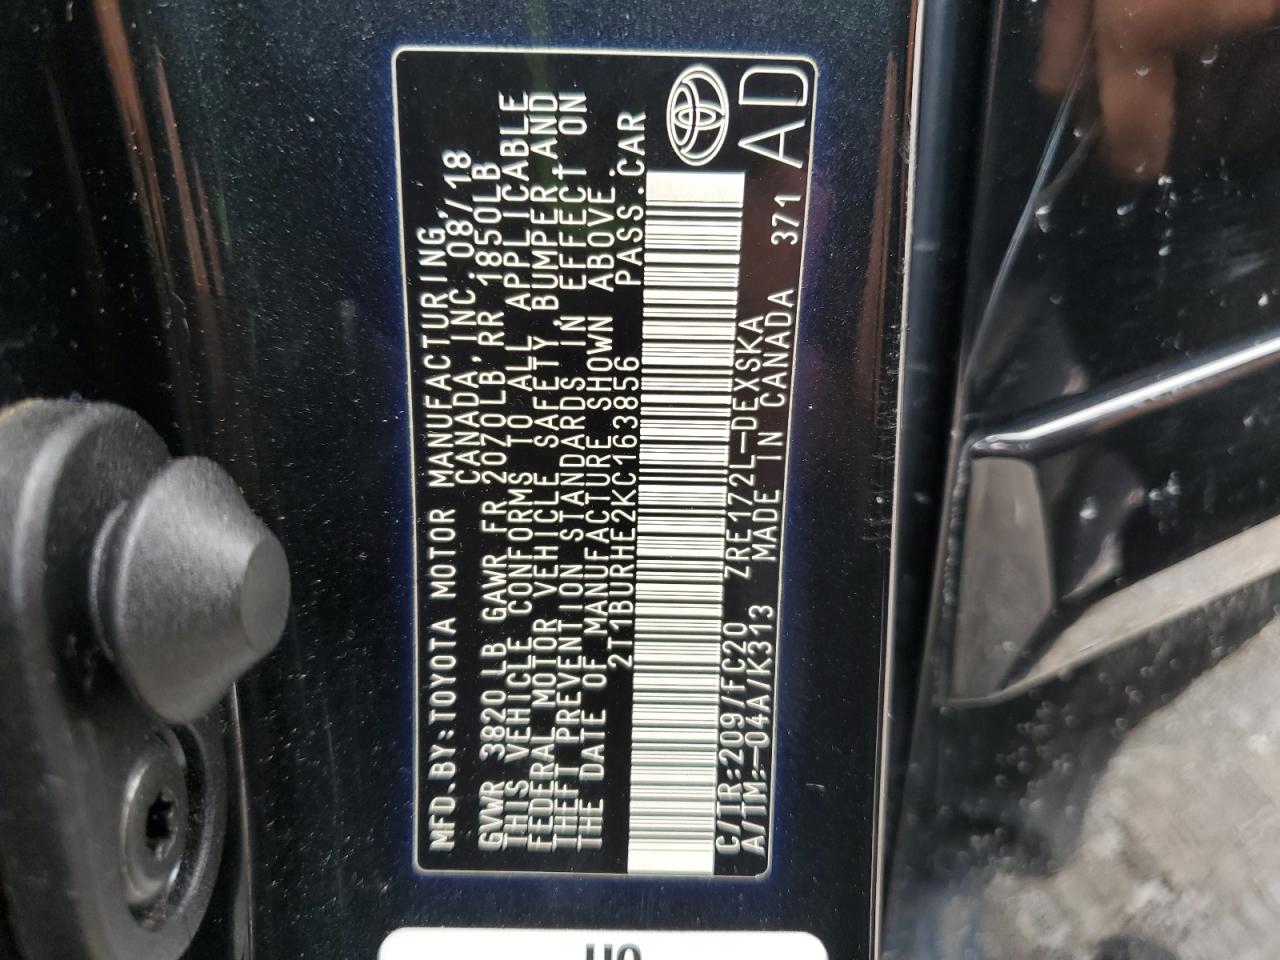 MFD.BY:TOYOTA MOTOR MANUFACTURING,
CANADA, INC. 08/18
GVWR 3820 LB GAWR FR 2070LB, RR 1850LB
THIS VEHICLE CONFORMS TO ALL APPLICABLE
FEDERAL MOTOR VEHICLE SAFETY, BUMPER AND
THEFT PREVENTION STANDARDS IN EFFECT ON
THE DATE OF MANUFACTURE SHOWN ABOVE.
2T1BURHE2KC163856 PASS.CAR
C/TR:209/FC20 ZRE172L-DEXSKA
A/TM:-04A/K313 MADE IN CANADA 371
AD